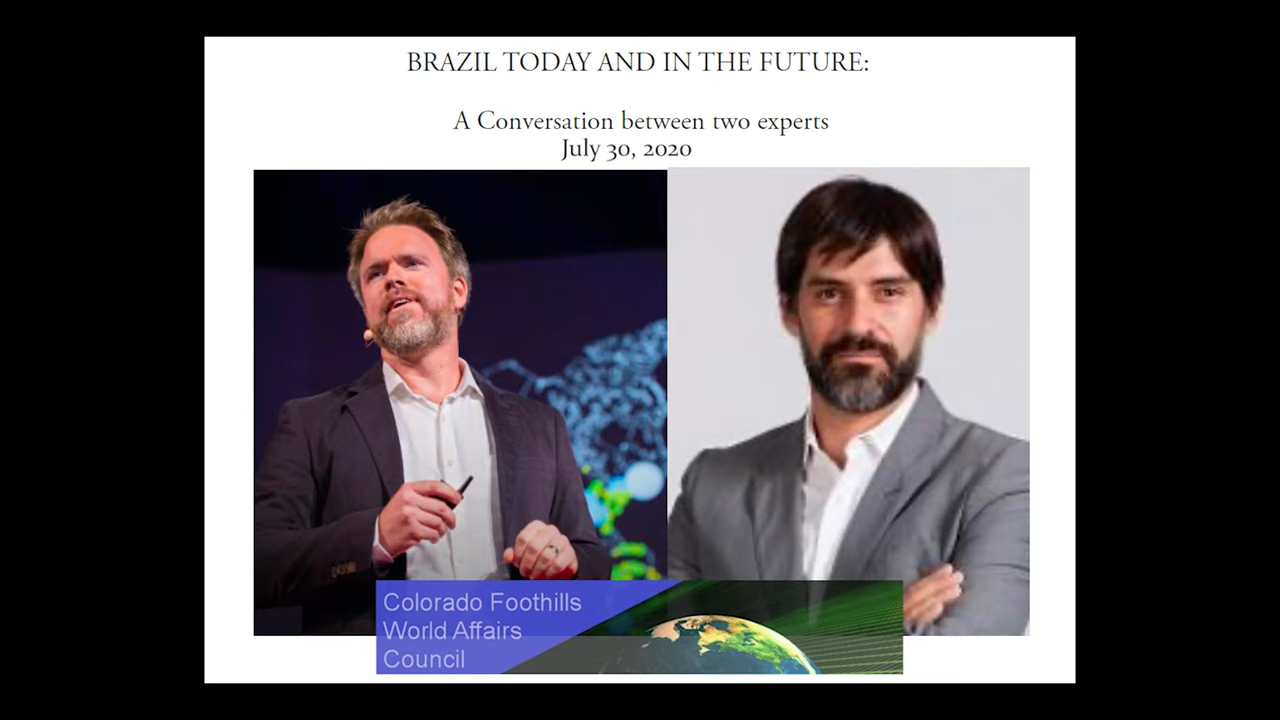 BRAZIL TODAY AND IN THE FUTURE:
A Conversation between two experts
July 30, 2020
Colorado Foothills
World Affairs
Council